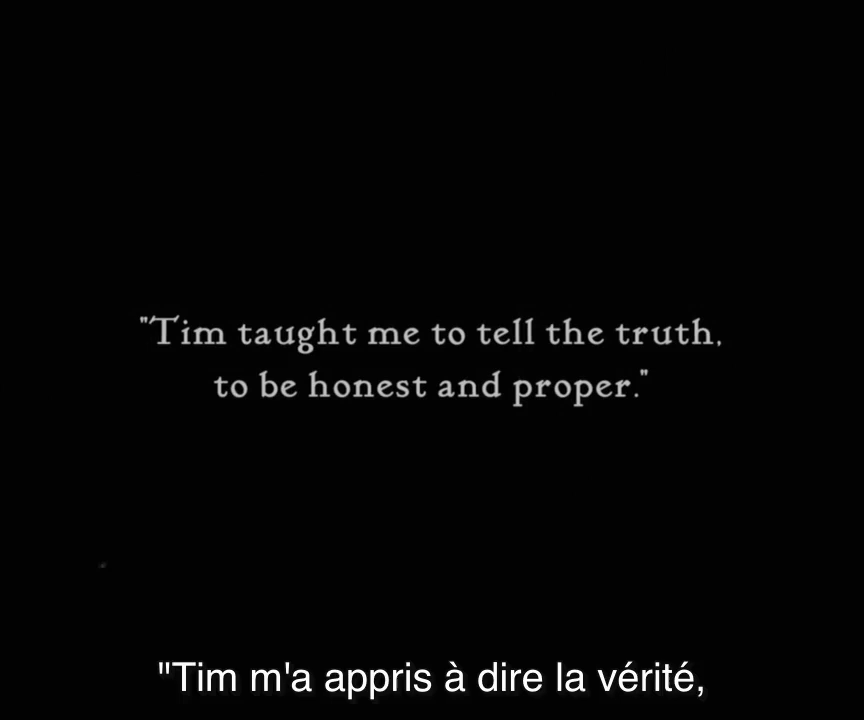 "Tim taught me to tell the truth,
to be honest and proper."
"Tim m'a appris à dire la vérité,